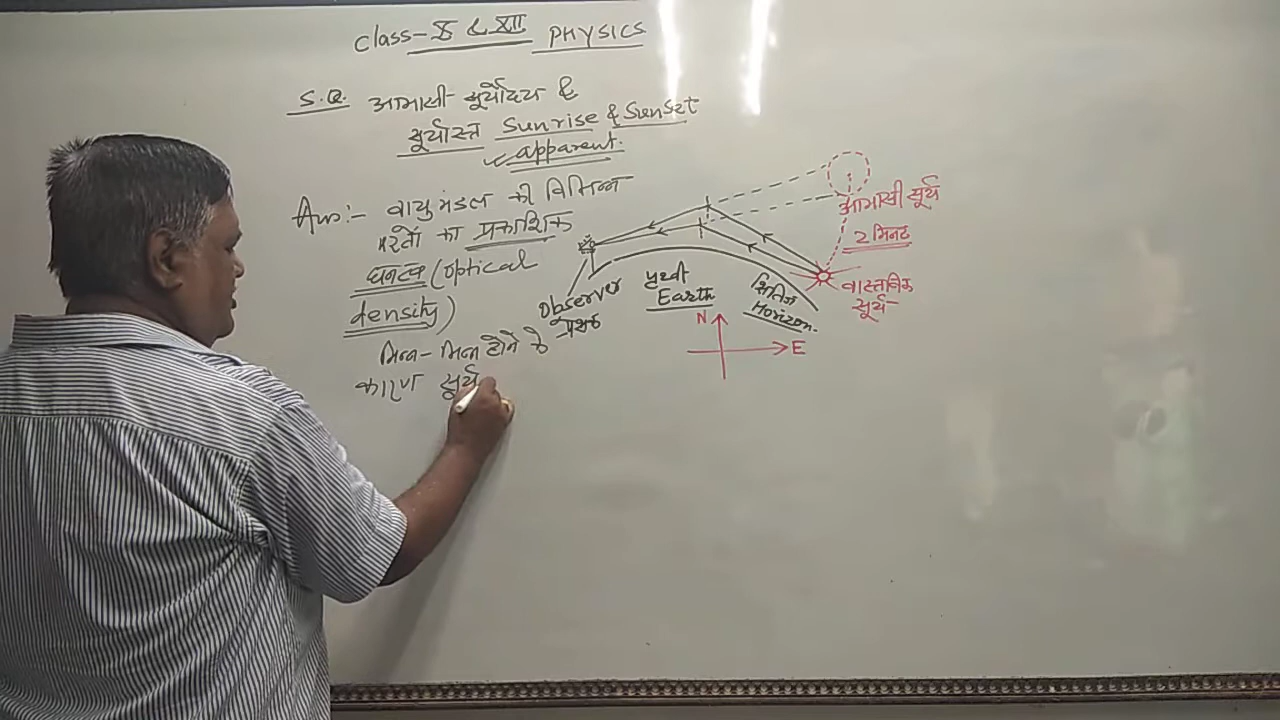 Class-X & XII PHYSICS
S.Q. आभासी सूर्योदय &
सूर्यास्त Sunrise & Sunset
apparent.
Ans:- वायुमंडल की विभिन्न
परतों का प्रकाशिक
घनत्व (optical
density)
भिन्न-भिन्न होने के
कारण सूर्य
Observer
प्रेक्षक
पृथ्वी
Earth
क्षितिज
Horizon.
आभासी सूर्य
2 मिनट
वास्तविक
सूर्य
N
E